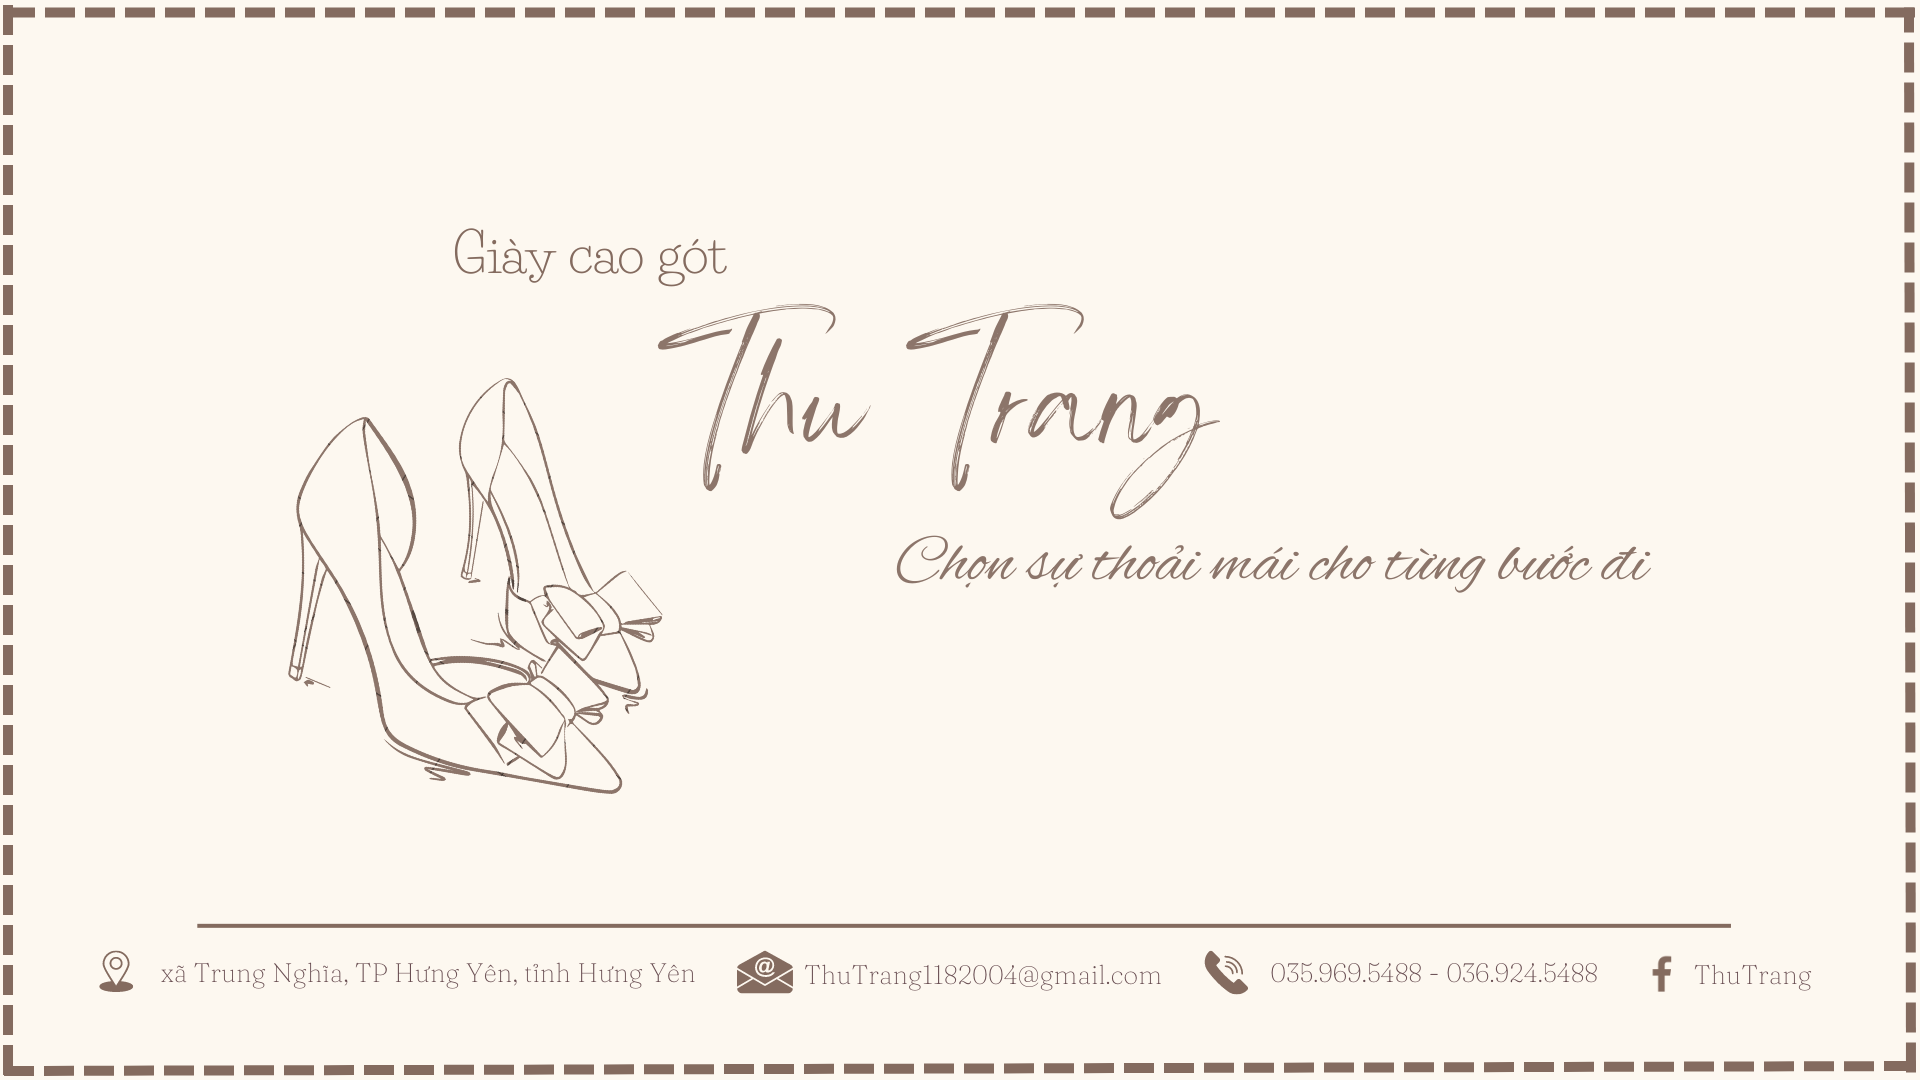 Giày cao gót
Thu Trang
Chọn sự thoải mái cho từng bước đi
xã Trung Nghĩa, TP Hưng Yên, tỉnh Hưng Yên
ThuTrang1182004@gmail.com
035.969.5488 - 036.924.5488
ThuTrang